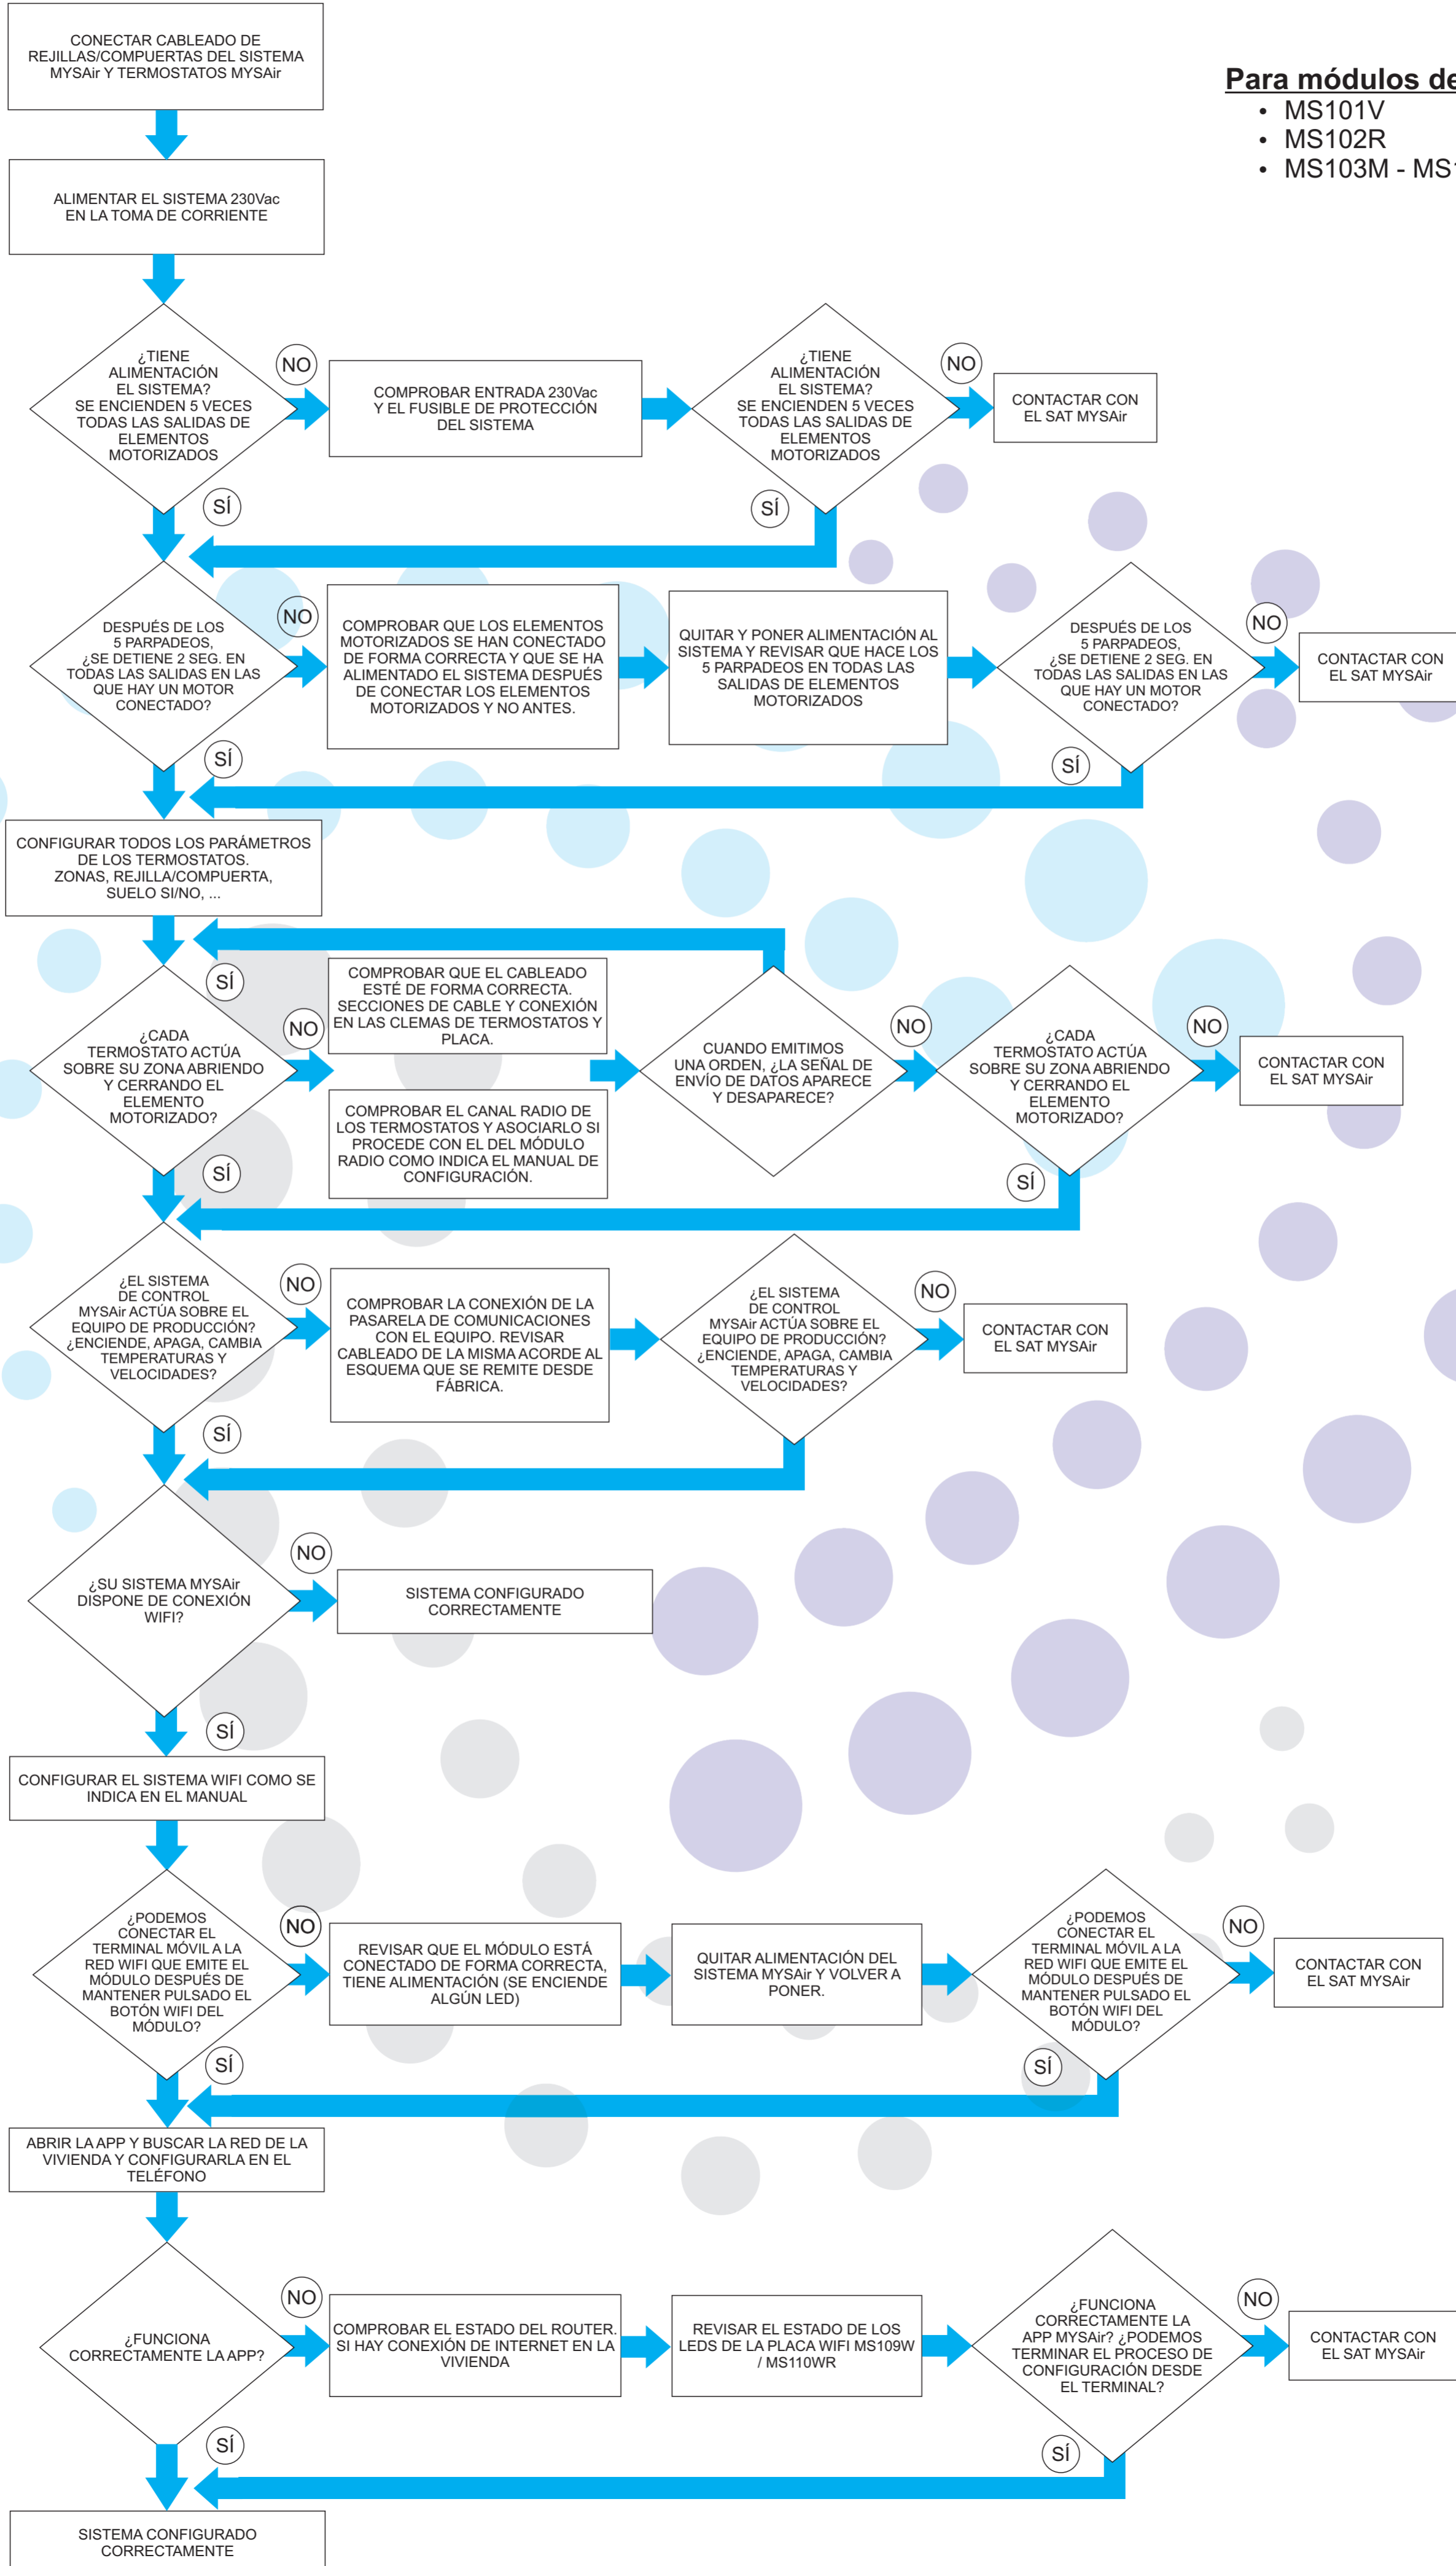 CONECTAR CABLEADO DE
REJILLAS/COMPUERTAS DEL SISTEMA
MYSAir Y TERMOSTATOS MYSAir
Para módulos de
• MS101V
• MS102R
• MS103M - MS1
ALIMENTAR EL SISTEMA 230Vac
EN LA TOMA DE CORRIENTE
¿TIENE
ALIMENTACIÓN
EL SISTEMA?
SE ENCIENDEN 5 VECES
TODAS LAS SALIDAS DE
ELEMENTOS
MOTORIZADOS
NO
COMPROBAR ENTRADA 230Vac
Y EL FUSIBLE DE PROTECCIÓN
DEL SISTEMA
¿TIENE
ALIMENTACIÓN
EL SISTEMA?
SE ENCIENDEN 5 VECES
TODAS LAS SALIDAS DE
ELEMENTOS
MOTORIZADOS
NO
CONTACTAR CON
EL SAT MYSAir
SÍ
SÍ
DESPUÉS DE LOS
5 PARPADEOS,
¿SE DETIENE 2 SEG. EN
TODAS LAS SALIDAS EN LAS
QUE HAY UN MOTOR
CONECTADO?
NO
COMPROBAR QUE LOS ELEMENTOS
MOTORIZADOS SE HAN CONECTADO
DE FORMA CORRECTA Y QUE SE HA
ALIMENTADO EL SISTEMA DESPUÉS
DE CONECTAR LOS ELEMENTOS
MOTORIZADOS Y NO ANTES.
QUITAR Y PONER ALIMENTACIÓN AL
SISTEMA Y REVISAR QUE HACE LOS
5 PARPADEOS EN TODAS LAS
SALIDAS DE ELEMENTOS
MOTORIZADOS
DESPUÉS DE LOS
5 PARPADEOS,
¿SE DETIENE 2 SEG. EN
TODAS LAS SALIDAS EN LAS
QUE HAY UN MOTOR
CONECTADO?
NO
CONTACTAR CON
EL SAT MYSAir
SÍ
SÍ
CONFIGURAR TODOS LOS PARÁMETROS
DE LOS TERMOSTATOS.
ZONAS, REJILLA/COMPUERTA,
SUELO SI/NO, ...
SÍ
¿CADA
TERMOSTATO ACTÚA
SOBRE SU ZONA ABRIENDO
Y CERRANDO EL
ELEMENTO
MOTORIZADO?
NO
COMPROBAR QUE EL CABLEADO
ESTÉ DE FORMA CORRECTA.
SECCIONES DE CABLE Y CONEXIÓN
EN LAS CLEMAS DE TERMOSTATOS Y
PLACA.
COMPROBAR EL CANAL RADIO DE
LOS TERMOSTATOS Y ASOCIARLO SI
PROCEDE CON EL DEL MÓDULO
RADIO COMO INDICA EL MANUAL DE
CONFIGURACIÓN.
CUANDO EMITIMOS
UNA ORDEN, ¿LA SEÑAL DE
ENVÍO DE DATOS APARECE
Y DESAPARECE?
NO
¿CADA
TERMOSTATO ACTÚA
SOBRE SU ZONA ABRIENDO
Y CERRANDO EL
ELEMENTO
MOTORIZADO?
NO
CONTACTAR CON
EL SAT MYSAir
SÍ
SÍ
¿EL SISTEMA
DE CONTROL
MYSAir ACTÚA SOBRE EL
EQUIPO DE PRODUCCIÓN?
¿ENCIENDE, APAGA, CAMBIA
TEMPERATURAS Y
VELOCIDADES?
NO
COMPROBAR LA CONEXIÓN DE LA
PASARELA DE COMUNICACIONES
CON EL EQUIPO. REVISAR
CABLEADO DE LA MISMA ACORDE AL
ESQUEMA QUE SE REMITE DESDE
FÁBRICA.
¿EL SISTEMA
DE CONTROL
MYSAir ACTÚA SOBRE EL
EQUIPO DE PRODUCCIÓN?
¿ENCIENDE, APAGA, CAMBIA
TEMPERATURAS Y
VELOCIDADES?
NO
CONTACTAR CON
EL SAT MYSAir
SÍ
¿SU SISTEMA MYSAir
DISPONE DE CONEXIÓN
WIFI?
NO
SISTEMA CONFIGURADO
CORRECTAMENTE
SÍ
CONFIGURAR EL SISTEMA WIFI COMO SE
INDICA EN EL MANUAL
¿PODEMOS
CONECTAR EL
TERMINAL MÓVIL A LA
RED WIFI QUE EMITE EL
MÓDULO DESPUÉS DE
MANTENER PULSADO EL
BOTÓN WIFI DEL
MÓDULO?
NO
REVISAR QUE EL MÓDULO ESTÁ
CONECTADO DE FORMA CORRECTA,
TIENE ALIMENTACIÓN (SE ENCIENDE
ALGÚN LED)
QUITAR ALIMENTACIÓN DEL
SISTEMA MYSAir Y VOLVER A
PONER.
¿PODEMOS
CONECTAR EL
TERMINAL MÓVIL A LA
RED WIFI QUE EMITE EL
MÓDULO DESPUÉS DE
MANTENER PULSADO EL
BOTÓN WIFI DEL
MÓDULO?
NO
CONTACTAR CON
EL SAT MYSAir
SÍ
SÍ
ABRIR LA APP Y BUSCAR LA RED DE LA
VIVIENDA Y CONFIGURARLA EN EL
TELÉFONO
¿FUNCIONA
CORRECTAMENTE LA APP?
NO
COMPROBAR EL ESTADO DEL ROUTER.
SI HAY CONEXIÓN DE INTERNET EN LA
VIVIENDA
REVISAR EL ESTADO DE LOS
LEDS DE LA PLACA WIFI MS109W
/ MS110WR
¿FUNCIONA
CORRECTAMENTE LA
APP MYSAir? ¿PODEMOS
TERMINAR EL PROCESO DE
CONFIGURACIÓN DESDE
EL TERMINAL?
NO
CONTACTAR CON
EL SAT MYSAir
SÍ
SÍ
SISTEMA CONFIGURADO
CORRECTAMENTE